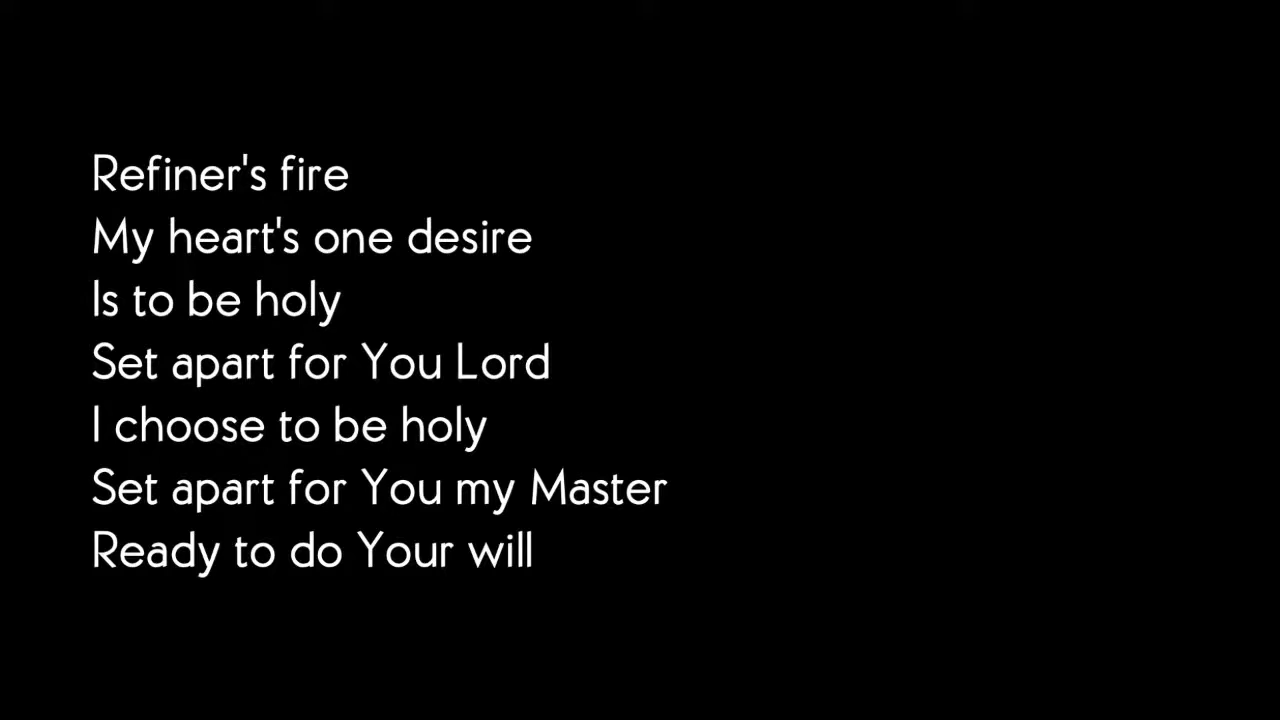 Refiner's fire
My heart's one desire
Is to be holy
Set apart for You Lord
I choose to be holy
Set apart for You my Master
Ready to do Your will